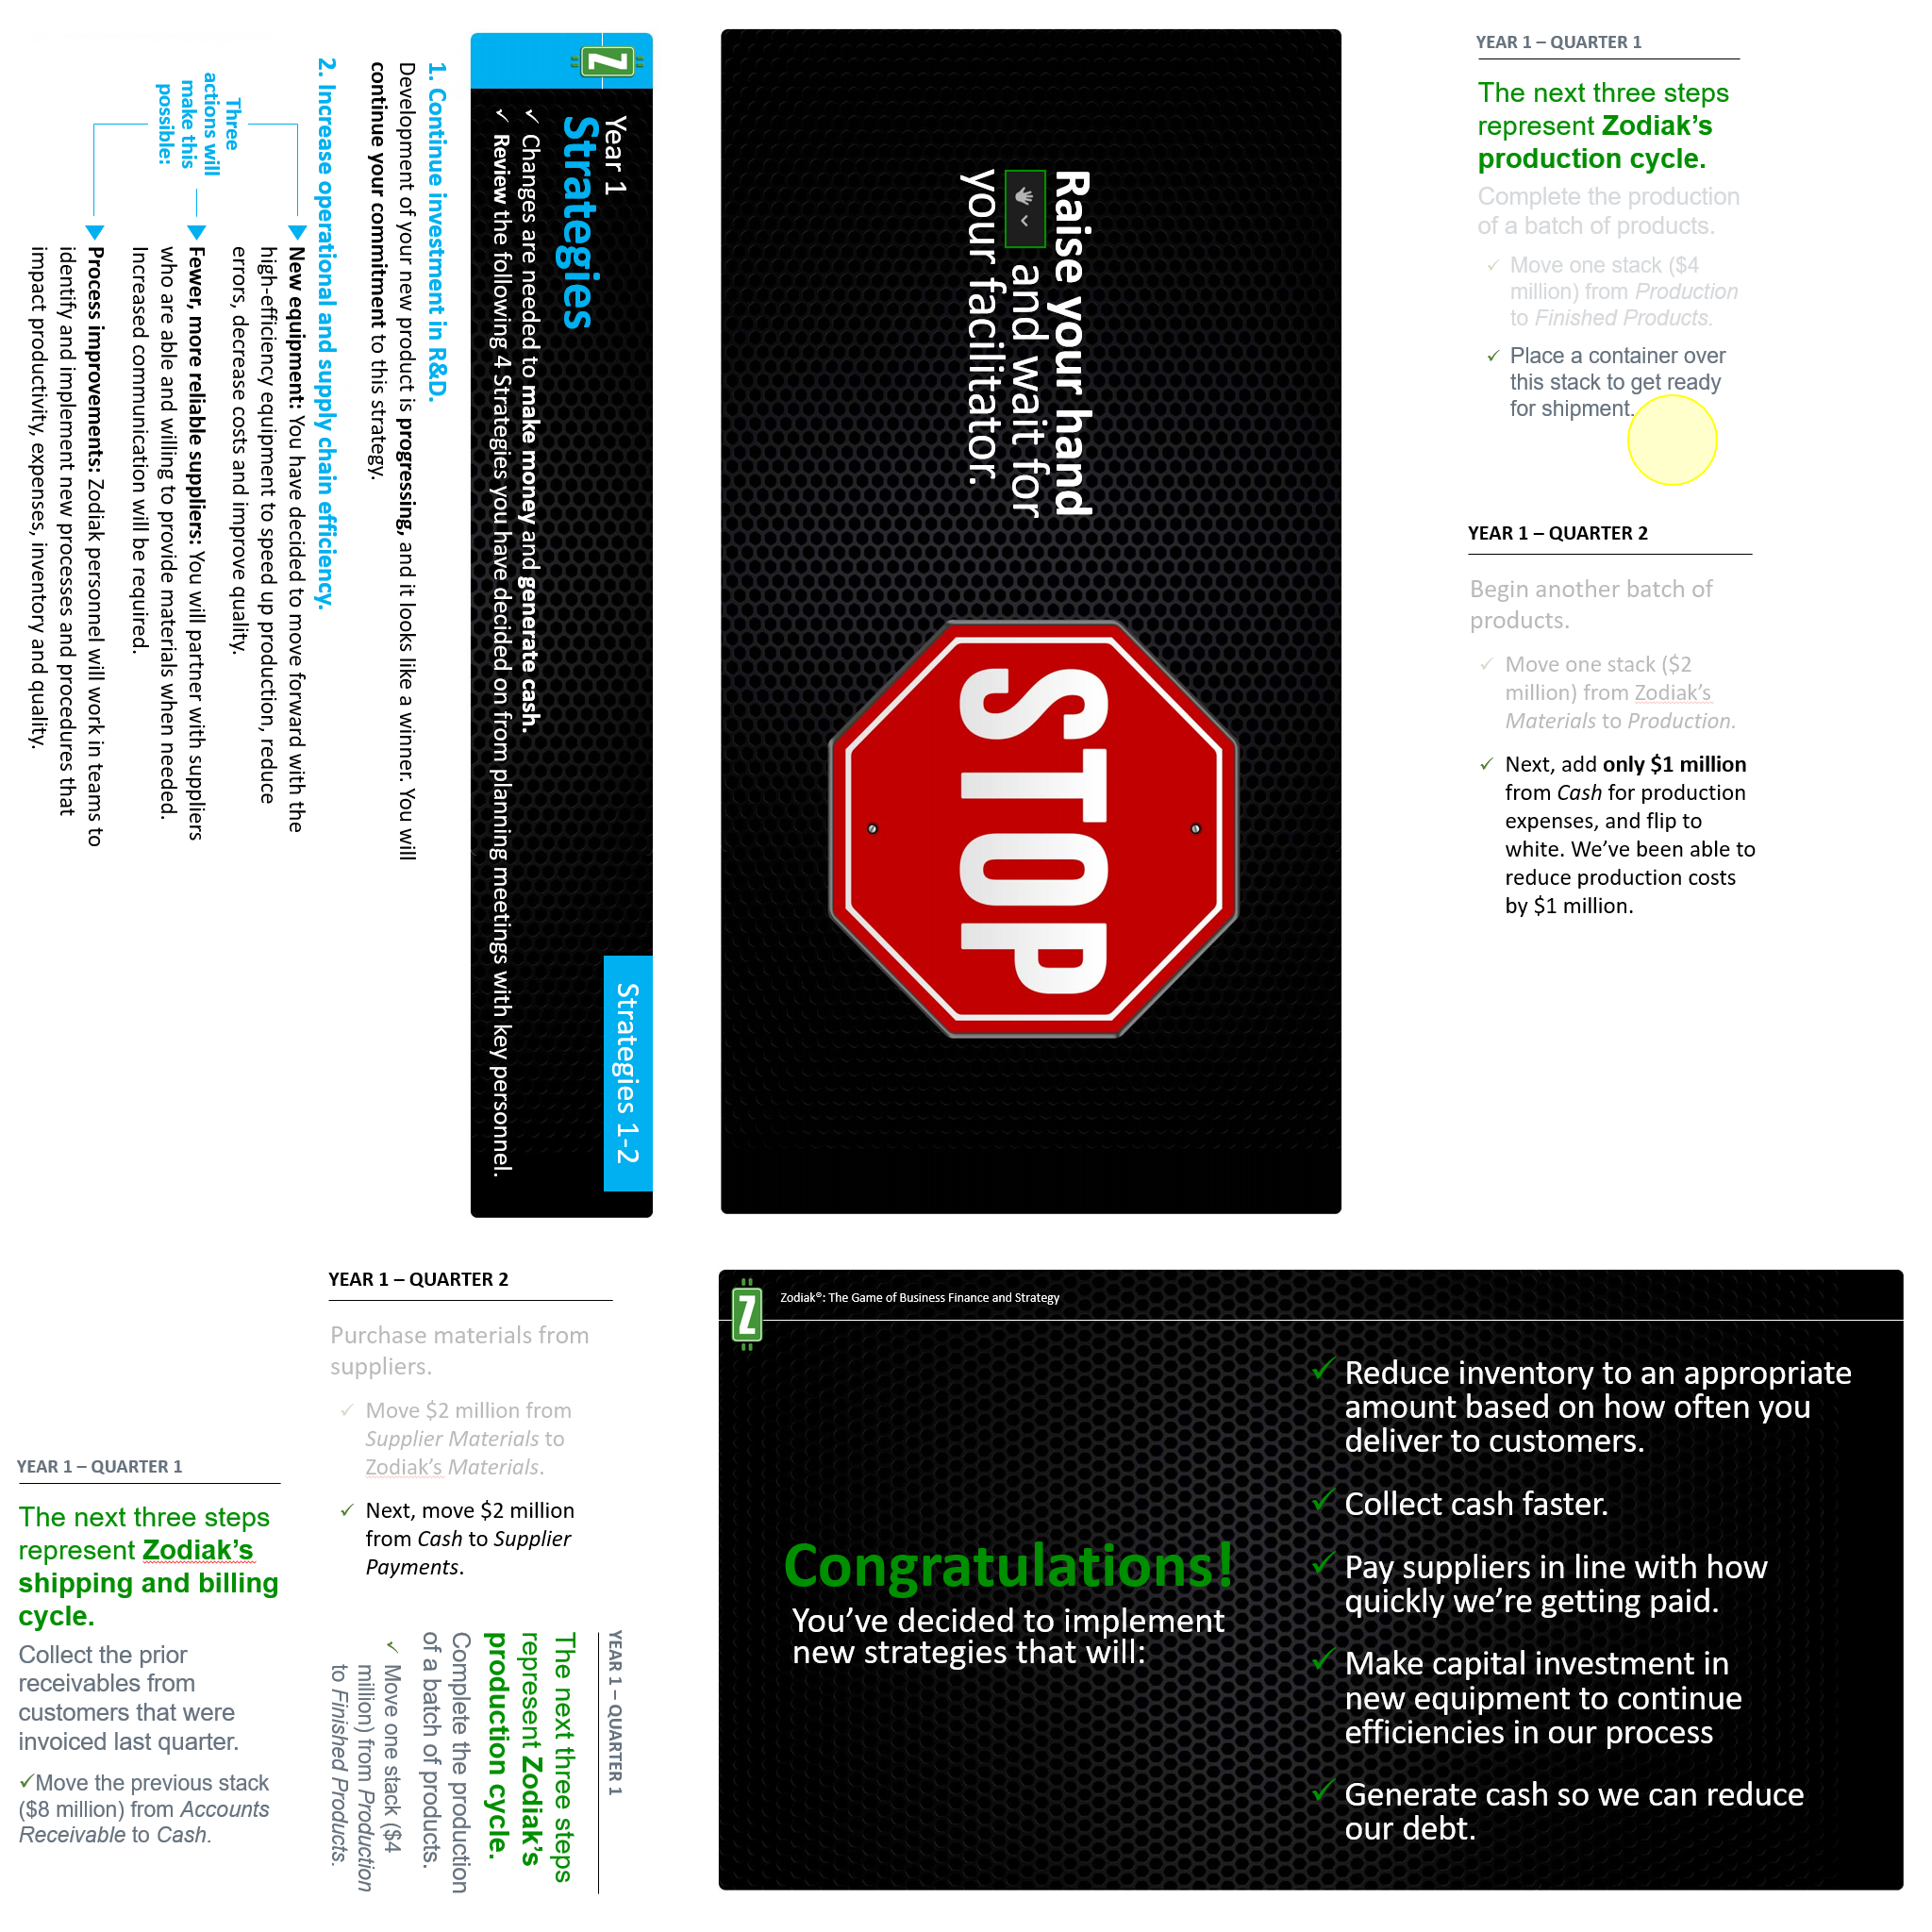 Z
Year 1
Strategies
Strategies 1-2
✓ Changes are needed to make money and generate cash.
✓ Review the following 4 Strategies you have decided on from planning meetings with key personnel.
1. Continue investment in R&D.
Development of your new product is progressing, and it looks like a winner. You will
continue your commitment to this strategy.
2. Increase operational and supply chain efficiency.
Three
actions will
make this
possible:
New equipment: You have decided to move forward with the
high-efficiency equipment to speed up production, reduce
errors, decrease costs and improve quality.
Fewer, more reliable suppliers: You will partner with suppliers
who are able and willing to provide materials when needed.
Increased communication will be required.
Process improvements: Zodiak personnel will work in teams to
identify and implement new processes and procedures that
impact productivity, expenses, inventory and quality.
Raise your hand
and wait for
your facilitator.
STOP
YEAR 1 – QUARTER 1
The next three steps
represent Zodiak’s
production cycle.
Complete the production
of a batch of products.
✓ Move one stack ($4
million) from Production
to Finished Products.
✓ Place a container over
this stack to get ready
for shipment.
YEAR 1 – QUARTER 2
Begin another batch of
products.
✓ Move one stack ($2
million) from Zodiak’s
Materials to Production.
✓ Next, add only $1 million
from Cash for production
expenses, and flip to
white. We’ve been able to
reduce production costs
by $1 million.
YEAR 1 – QUARTER 1
The next three steps
represent Zodiak’s
shipping and billing
cycle.
Collect the prior
receivables from
customers that were
invoiced last quarter.
✓Move the previous stack
($8 million) from Accounts
Receivable to Cash.
YEAR 1 – QUARTER 2
Purchase materials from
suppliers.
✓ Move $2 million from
Supplier Materials to
Zodiak’s Materials.
✓ Next, move $2 million
from Cash to Supplier
Payments.
YEAR 1 – QUARTER 1
The next three steps
represent Zodiak’s
production cycle.
Complete the production
of a batch of products.
✓ Move one stack ($4
million) from Production
to Finished Products.
Z
Zodiak®: The Game of Business Finance and Strategy
Congratulations!
You’ve decided to implement
new strategies that will:
✓ Reduce inventory to an appropriate
amount based on how often you
deliver to customers.
✓ Collect cash faster.
✓ Pay suppliers in line with how
quickly we’re getting paid.
✓ Make capital investment in
new equipment to continue
efficiencies in our process
✓ Generate cash so we can reduce
our debt.